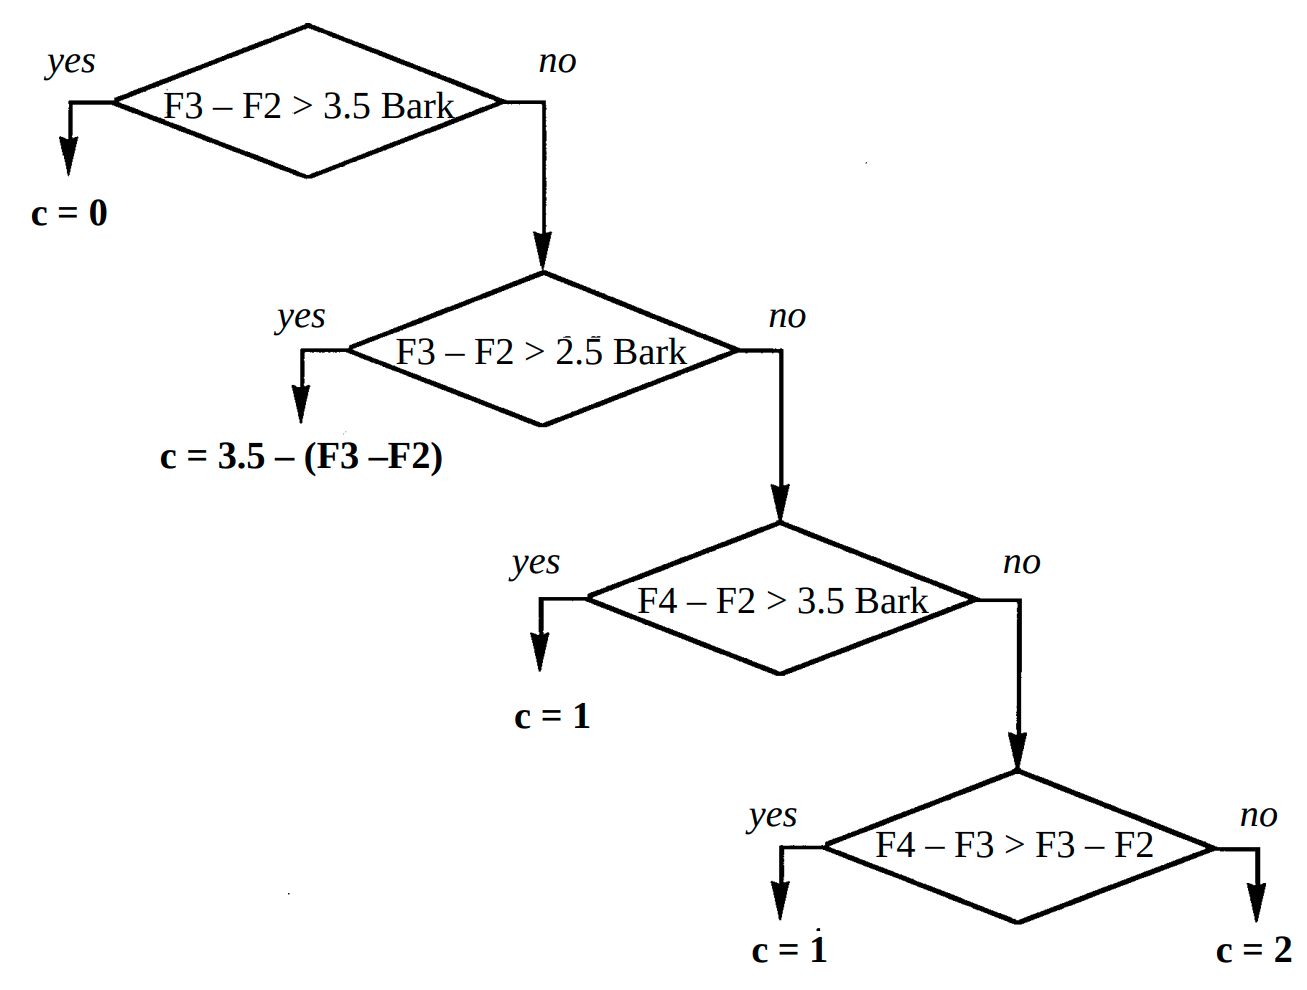 yes
no
F3 – F2 > 3.5 Bark
c = 0
yes
no
F3 – F2 > 2.5 Bark
c = 3.5 – (F3 –F2)
yes
no
F4 – F2 > 3.5 Bark
c = 1
yes
no
F4 – F3 > F3 – F2
c = 1
c = 2